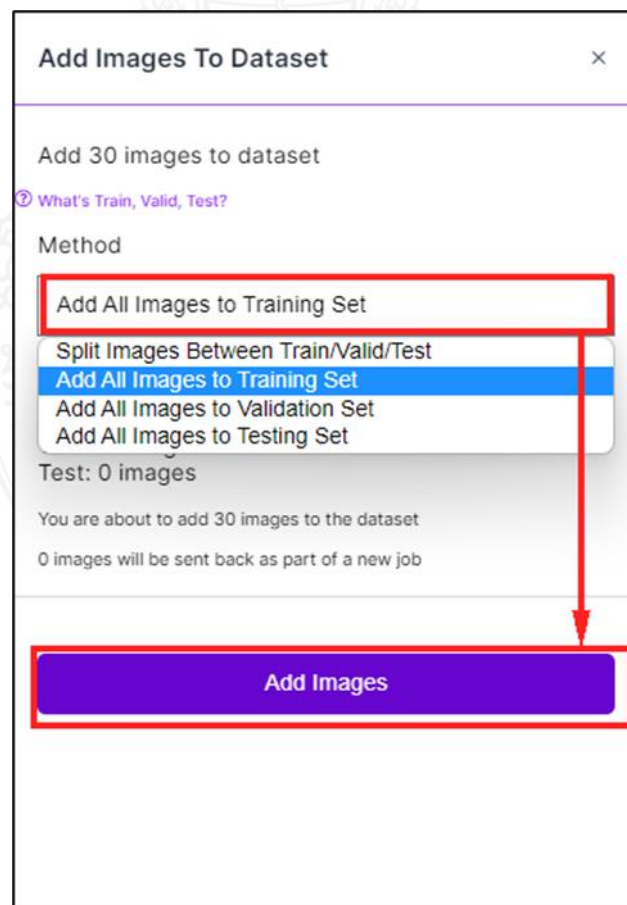 Add Images To Dataset ×
Add 30 images to dataset
? What's Train, Valid, Test?
Method
Add All Images to Training Set
Split Images Between Train/Valid/Test
Add All Images to Training Set
Add All Images to Validation Set
Add All Images to Testing Set
Test: 0 images
You are about to add 30 images to the dataset
0 images will be sent back as part of a new job
Add Images